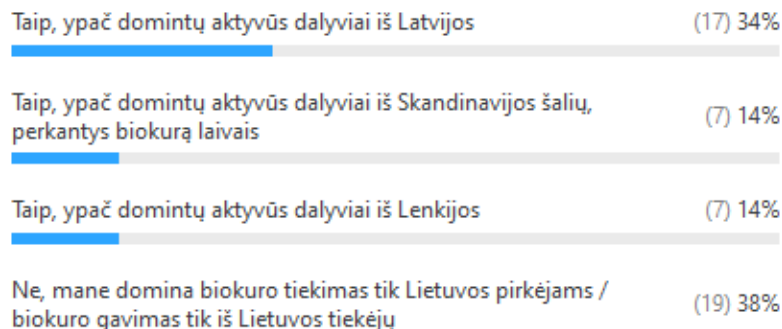 Taip, ypač domintų aktyvūs dalyviai iš Latvijos (17) 34%
Taip, ypač domintų aktyvūs dalyviai iš Skandinavijos šalių,
perkantys biokurą laivais (7) 14%
Taip, ypač domintų aktyvūs dalyviai iš Lenkijos (7) 14%
Ne, mane domina biokuro tiekimas tik Lietuvos pirkėjams /
biokuro gavimas tik iš Lietuvos tiekėjų (19) 38%